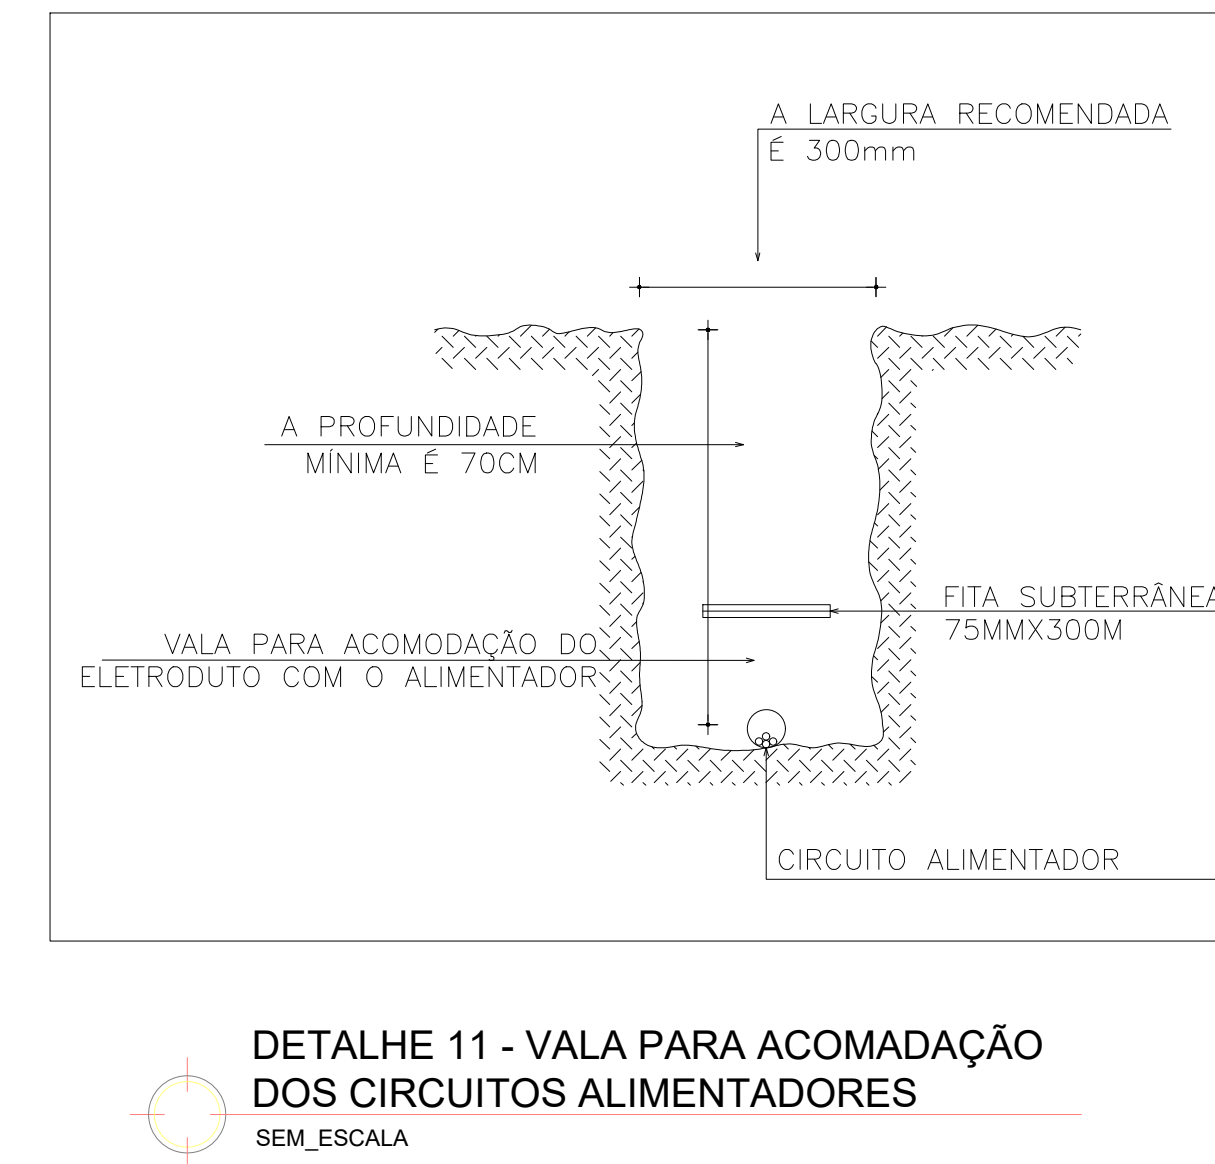 A LARGURA RECOMENDADA
É 300mm
A PROFUNDIDADE
MÍNIMA É 70CM
FITA SUBTERRÂNEA
75MMX300M
VALA PARA ACOMODAÇÃO DO
ELETRODUTO COM O ALIMENTADOR
CIRCUITO ALIMENTADOR
DETALHE 11 - VALA PARA ACOMADAÇÃO
DOS CIRCUITOS ALIMENTADORES
SEM_ESCALA